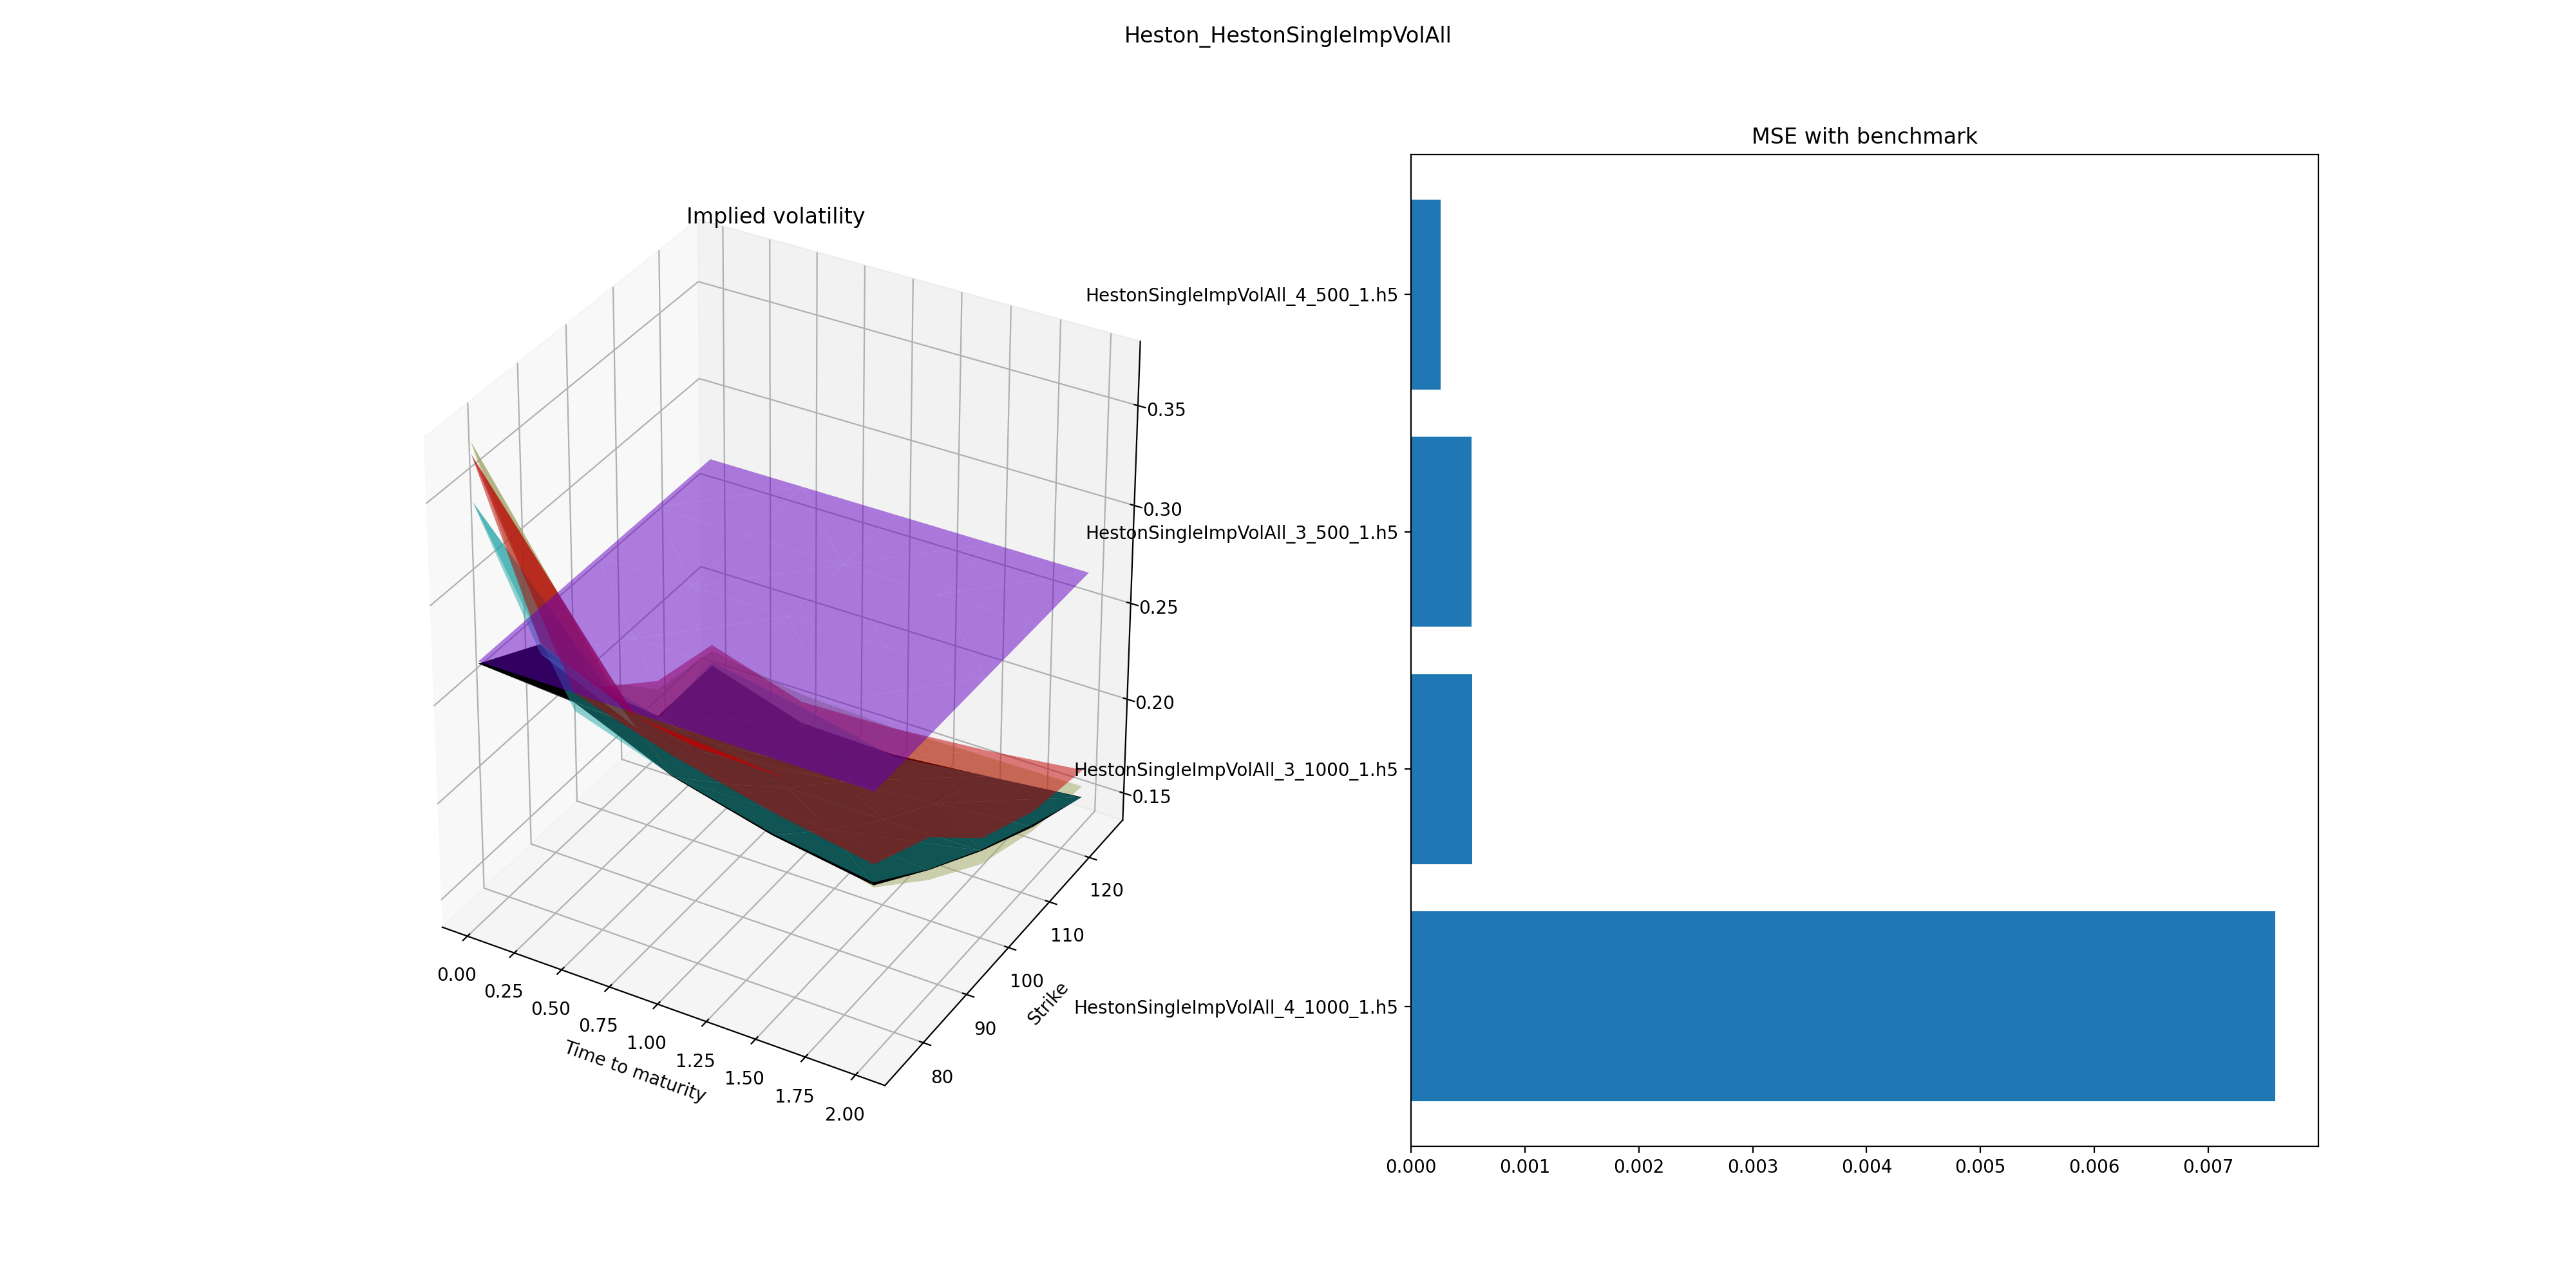 Heston_HestonSingleImpVolAll
Implied volatility
0.35
0.30
0.25
0.20
0.15
120
110
100
90
80
Strike
0.00
0.25
0.50
0.75
1.00
1.25
1.50
1.75
2.00
Time to maturity
MSE with benchmark
HestonSingleImpVolAll_4_500_1.h5
HestonSingleImpVolAll_3_500_1.h5
HestonSingleImpVolAll_3_1000_1.h5
HestonSingleImpVolAll_4_1000_1.h5
0.000 0.001 0.002 0.003 0.004 0.005 0.006 0.007